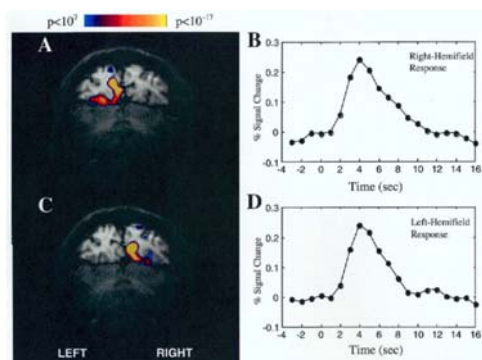 p<10⁷ p<10⁻¹⁷
A
B
Right-Hemifield
Response
% Signal Change
0.3
0.2
0.1
0
-0.1
-4 -2 0 2 4 6 8 10 12 14 16
Time (sec)
C
D
Left-Hemifield
Response
% Signal Change
0.3
0.2
0.1
0
-0.1
-4 -2 0 2 4 6 8 10 12 14 16
Time (sec)
LEFT RIGHT